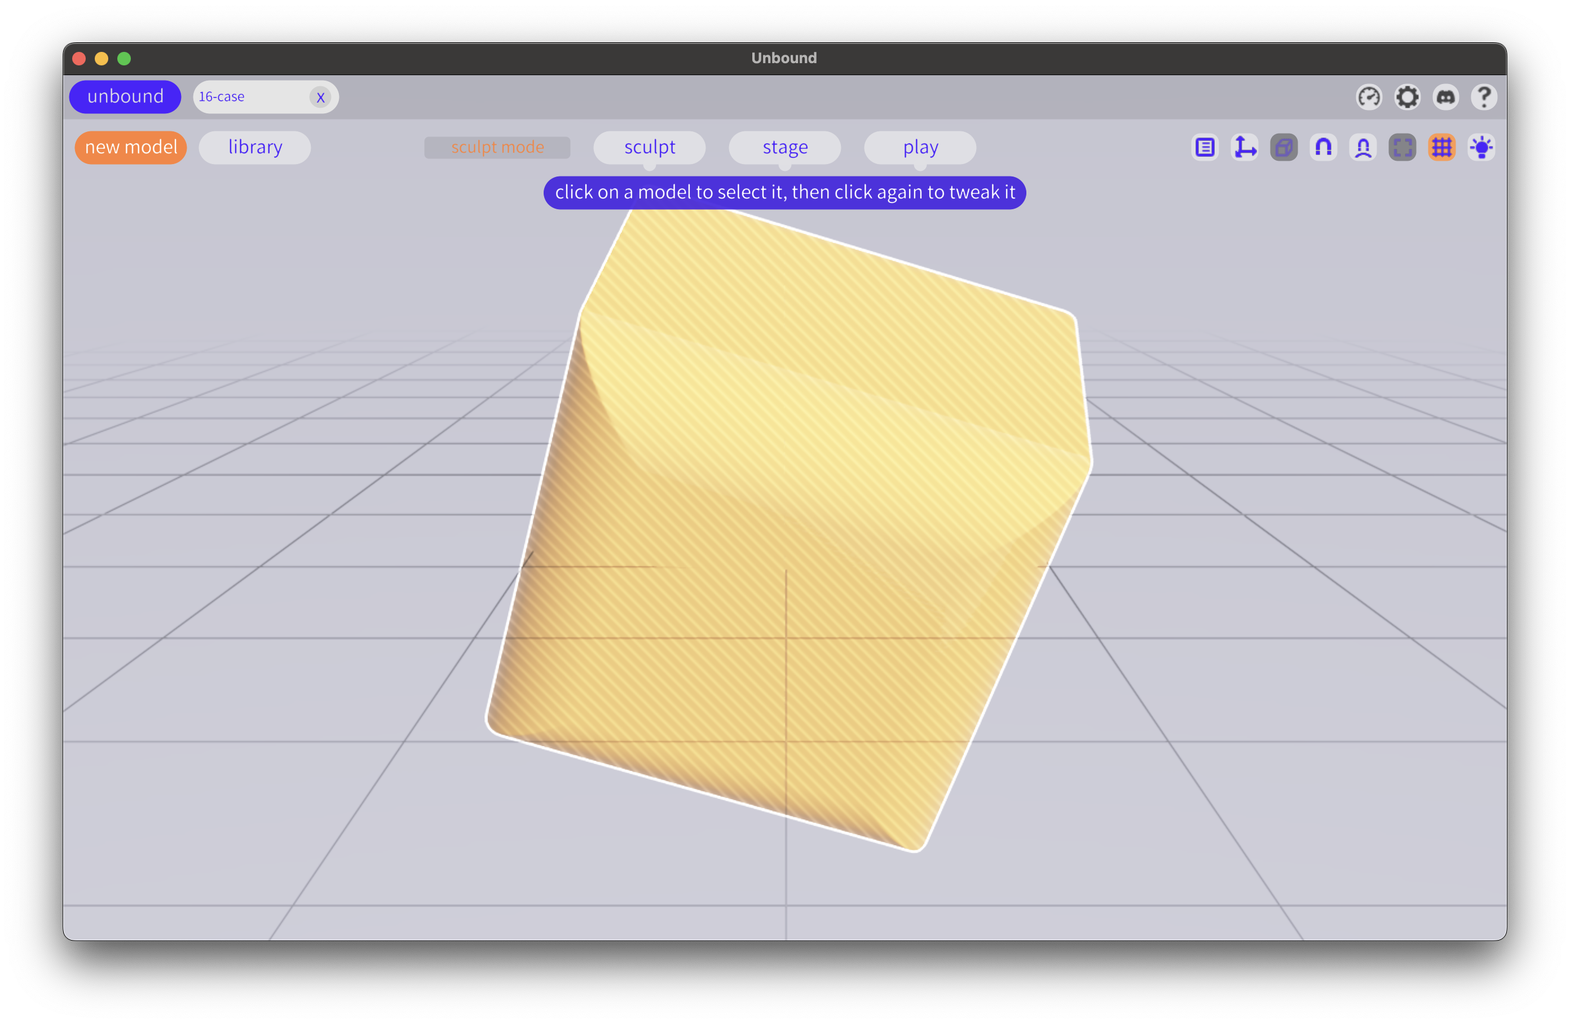 Unbound
unbound
16-case
X
new model
library
sculpt mode
sculpt
stage
play
click on a model to select it, then click again to tweak it
?